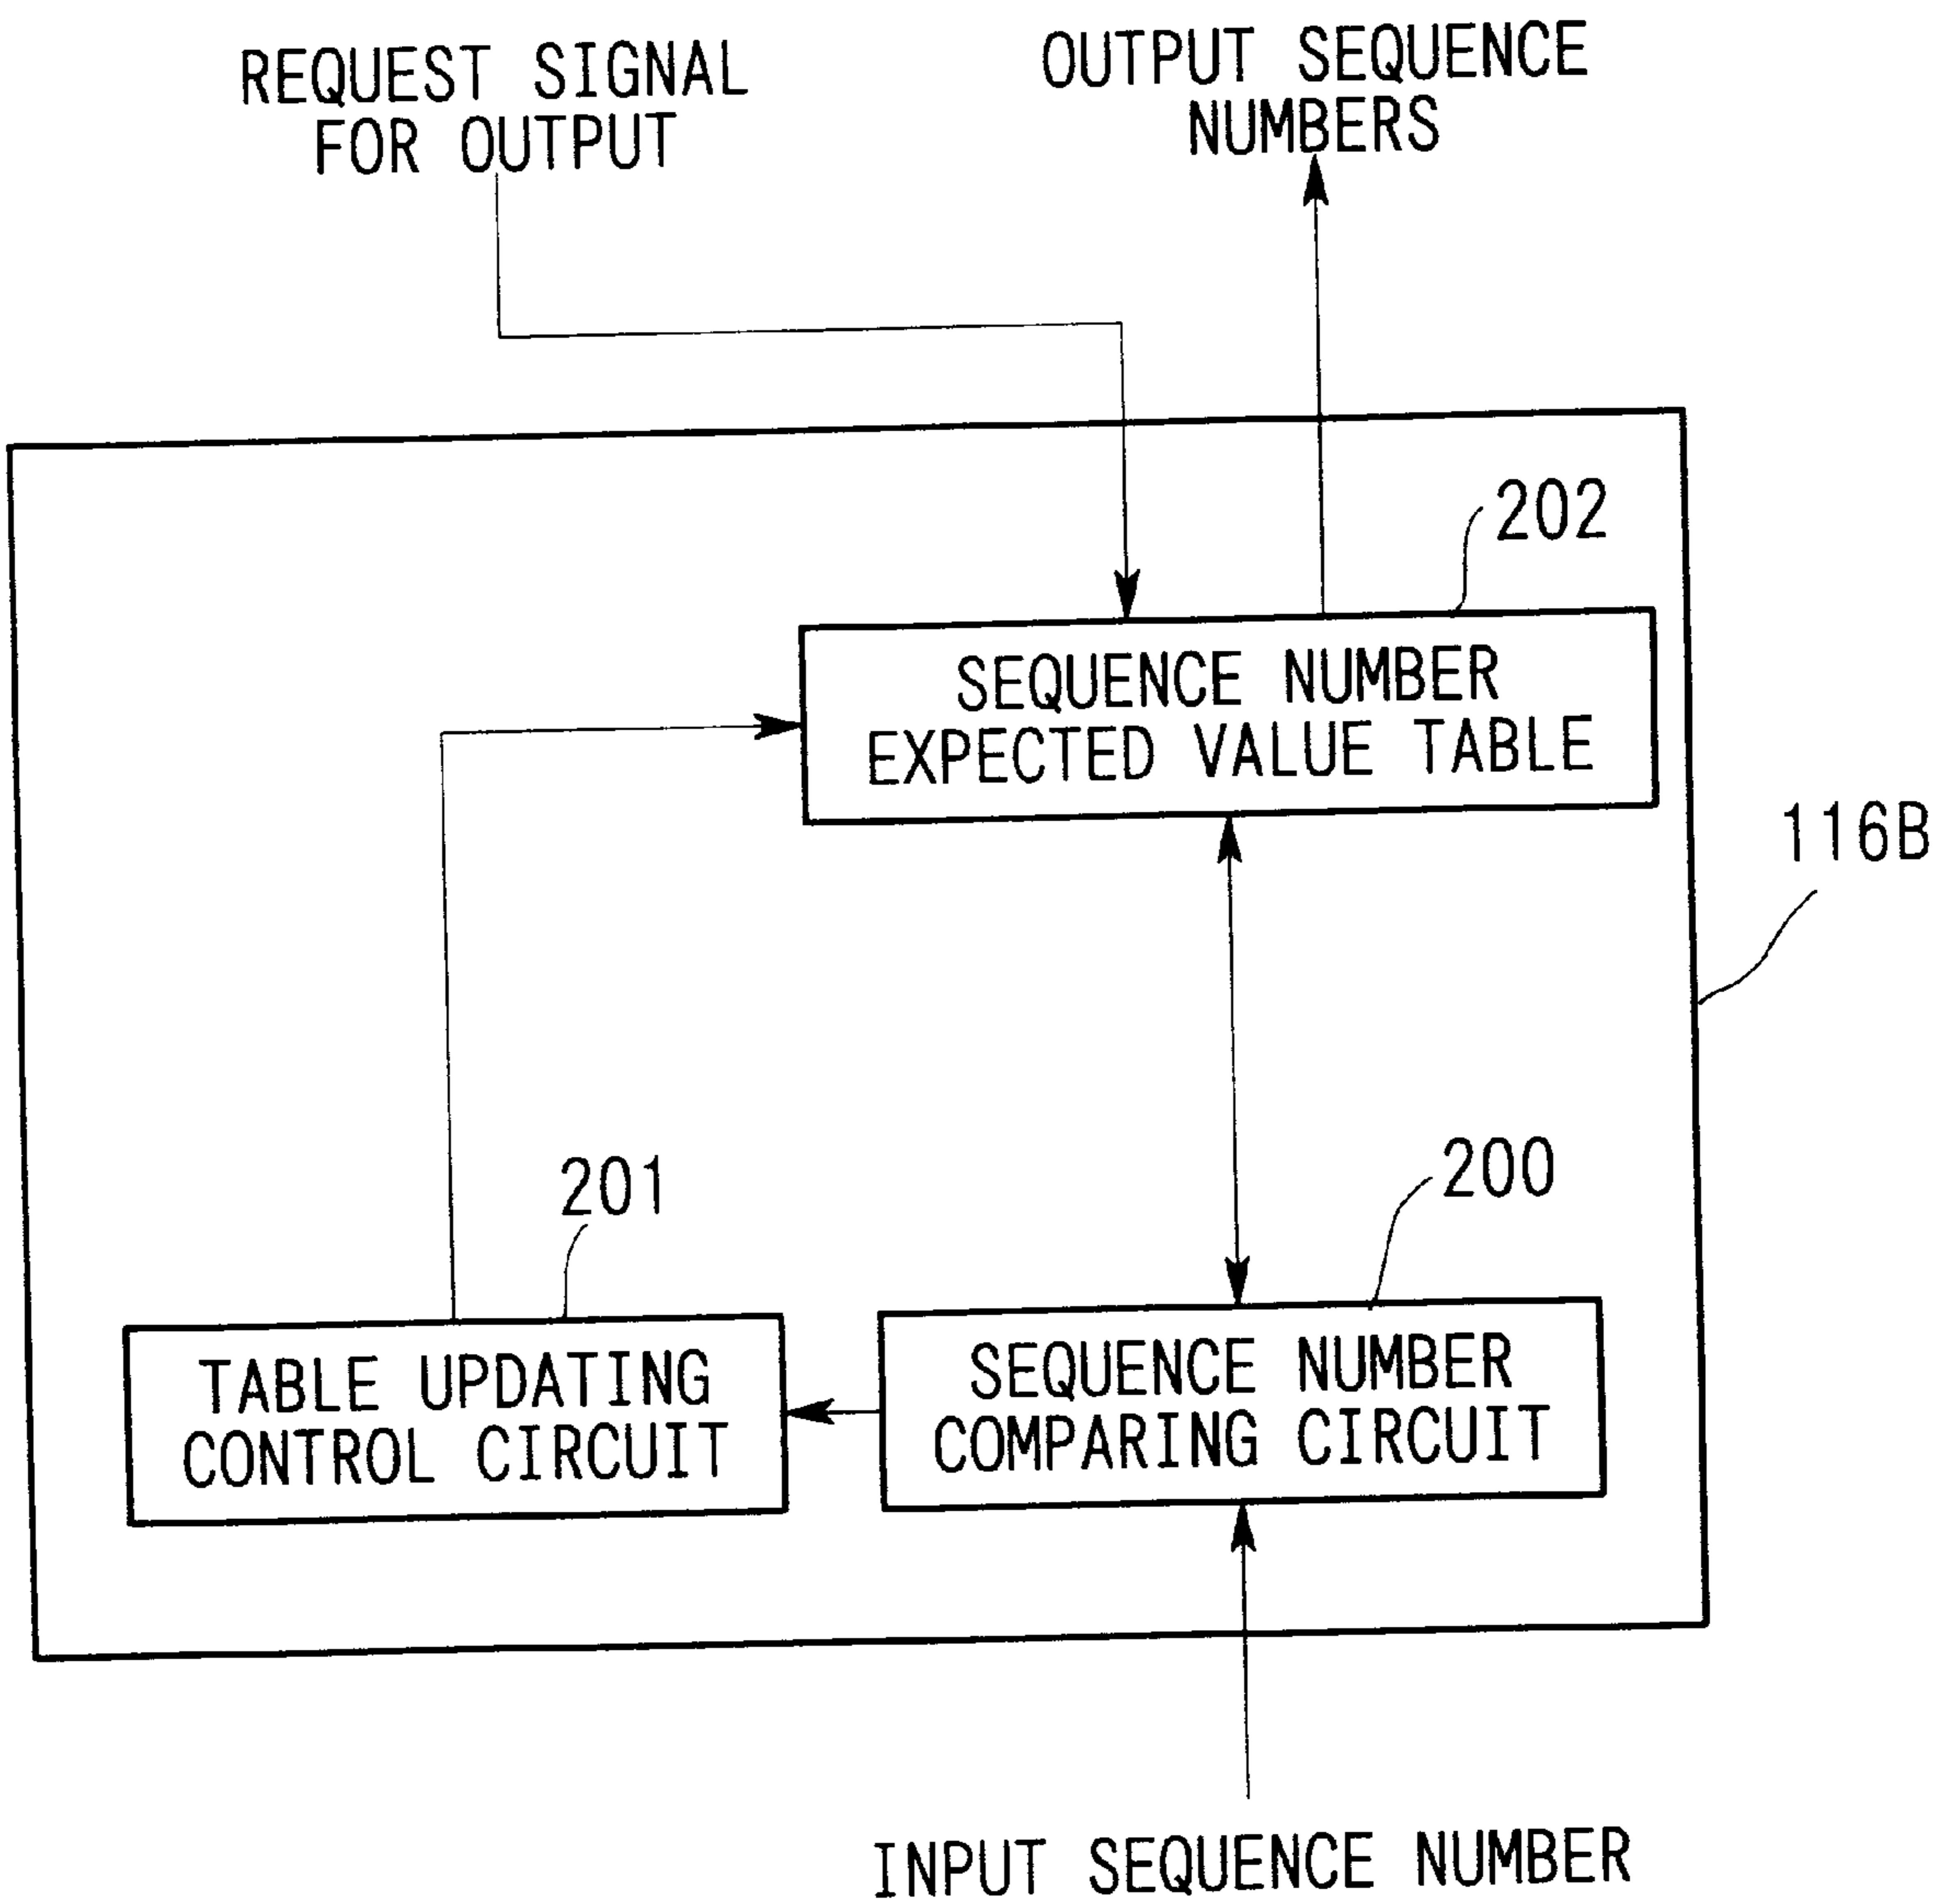 REQUEST SIGNAL
FOR OUTPUT
OUTPUT SEQUENCE
NUMBERS
202
SEQUENCE NUMBER
EXPECTED VALUE TABLE
116B
201
200
TABLE UPDATING
CONTROL CIRCUIT
SEQUENCE NUMBER
COMPARING CIRCUIT
INPUT SEQUENCE NUMBER